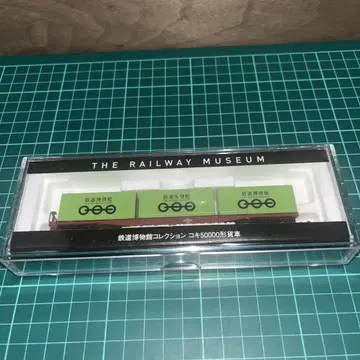 THE RAILWAY MUSEUM
鉄道博物館 鉄道博物館 鉄道博物館
鉄道博物館コレクション コキ50000形貨車